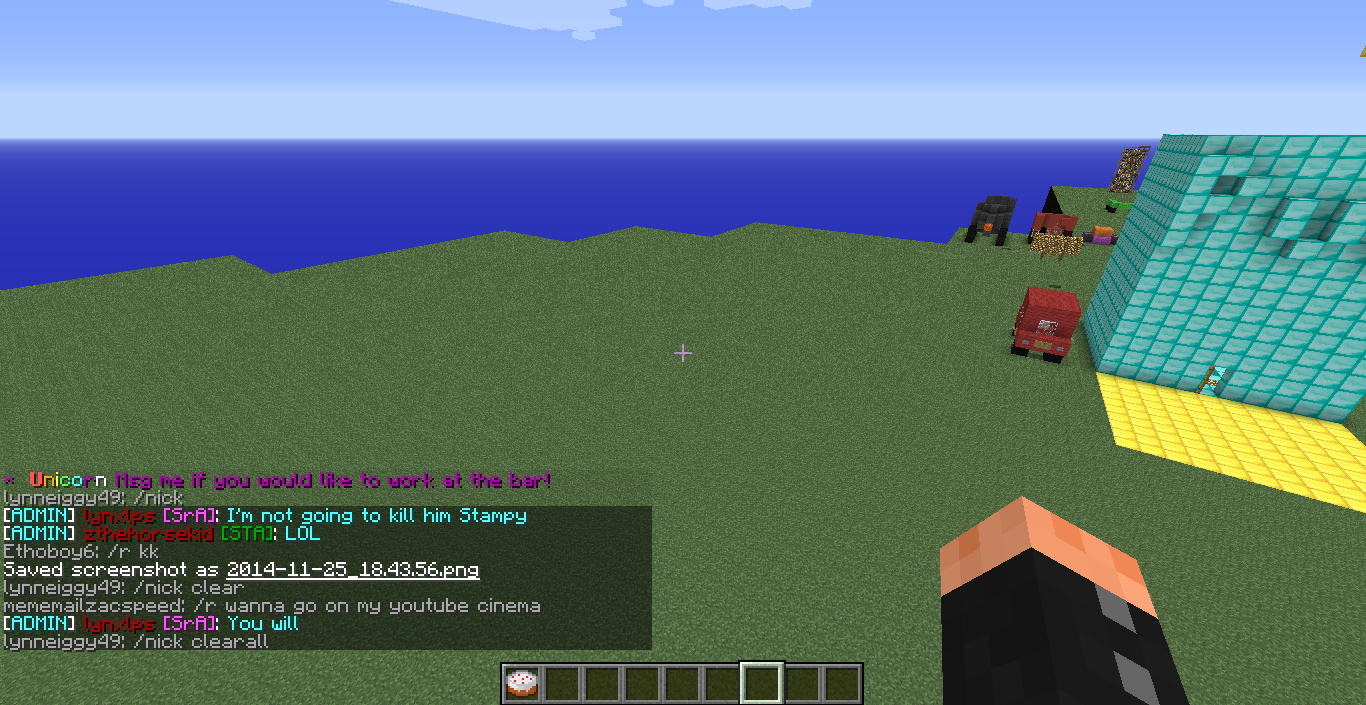 * Unicorn Msg me if you would like to work at the bar!
lynneiggy49: /nick
[ADMIN] lynxlps [SrA]: I'm not going to kill him Stampy
[ADMIN] zthehorsekid [STA]: LOL
Ethoboy6: /r kk
Saved screenshot as 2014-11-25_18.43.56.png
lynneiggy49: /nick clear
mememailzacspeed: /r wanna go on my youtube cinema
[ADMIN] lynxlps [SrA]: You will
lynneiggy49: /nick clearall